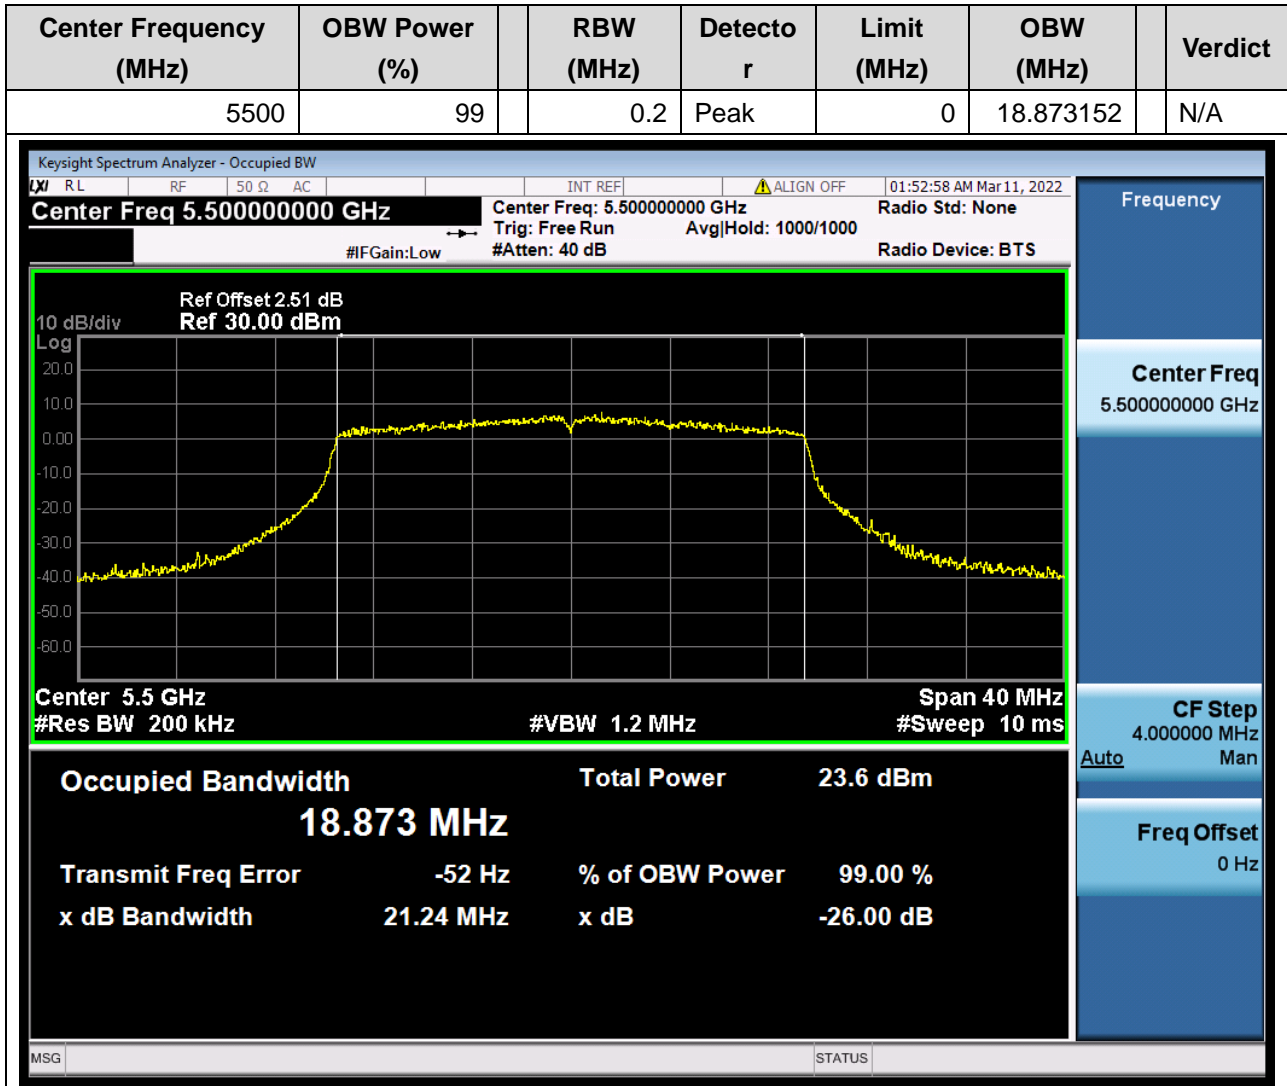 Center Frequency (MHz) OBW Power (%) RBW (MHz) Detecto r Limit (MHz) OBW (MHz) Verdict
5500 99 0.2 Peak 0 18.873152 N/A
Keysight Spectrum Analyzer - Occupied BW
LXI RL RF 50 Ω AC INT REF ALIGN OFF 01:52:58 AM Mar 11, 2022
Center Freq 5.500000000 GHz
Center Freq: 5.500000000 GHz
Radio Std: None
Trig: Free Run
Avg|Hold: 1000/1000
#IFGain:Low
#Atten: 40 dB
Radio Device: BTS
Ref Offset 2.51 dB
10 dB/div
Ref 30.00 dBm
Log
20.0
10.0
0.00
-10.0
-20.0
-30.0
-40.0
-50.0
-60.0
Center 5.5 GHz
Span 40 MHz
#Res BW 200 kHz
#VBW 1.2 MHz
#Sweep 10 ms
Occupied Bandwidth
Total Power 23.6 dBm
18.873 MHz
Transmit Freq Error -52 Hz
% of OBW Power 99.00 %
x dB Bandwidth 21.24 MHz
x dB -26.00 dB
Frequency
Center Freq
5.500000000 GHz
CF Step
4.000000 MHz
Auto Man
Freq Offset
0 Hz
MSG
STATUS